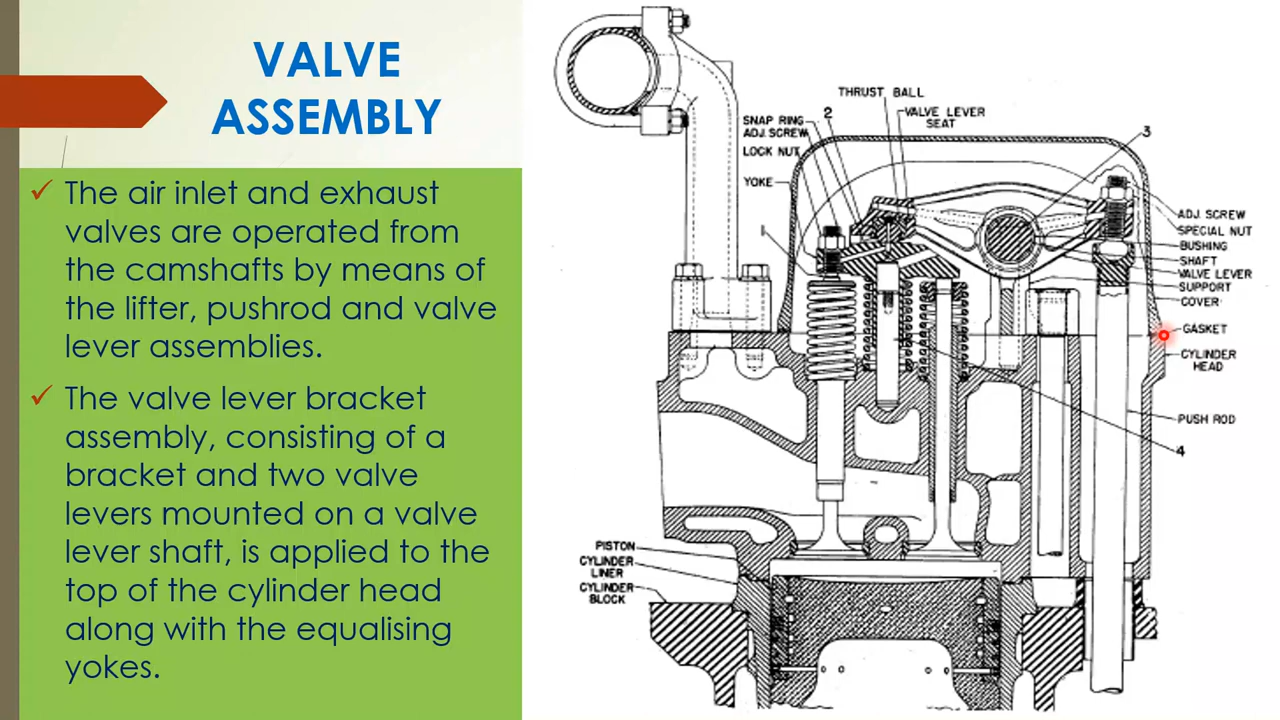 VALVE
ASSEMBLY
The air inlet and exhaust
valves are operated from
the camshafts by means of
the lifter, pushrod and valve
lever assemblies.
The valve lever bracket
assembly, consisting of a
bracket and two valve
levers mounted on a valve
lever shaft, is applied to the
top of the cylinder head
along with the equalising
yokes.
THRUST BALL
VALVE LEVER
SEAT
SNAP RING
2
ADJ. SCREW
LOCK NUT
3
YOKE
1
ADJ. SCREW
SPECIAL NUT
BUSHING
SHAFT
VALVE LEVER
SUPPORT
COVER
GASKET
CYLINDER
HEAD
PUSH ROD
4
PISTON
CYLINDER
LINER
CYLINDER
BLOCK